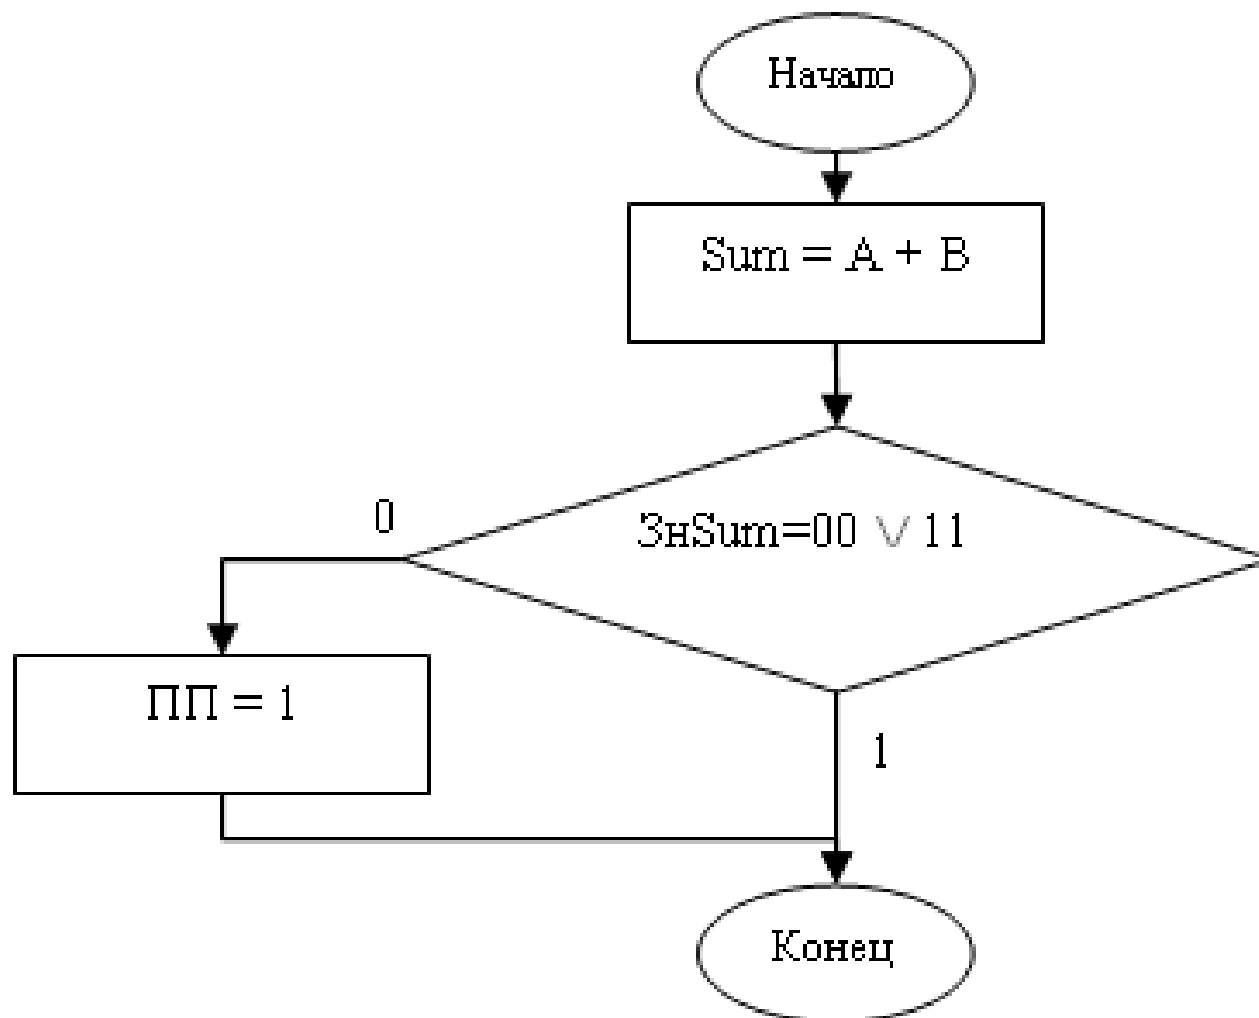 Начало
Sum = A + B
0
ЗнSum=00 ∨ 11
ПП = 1
1
Конец